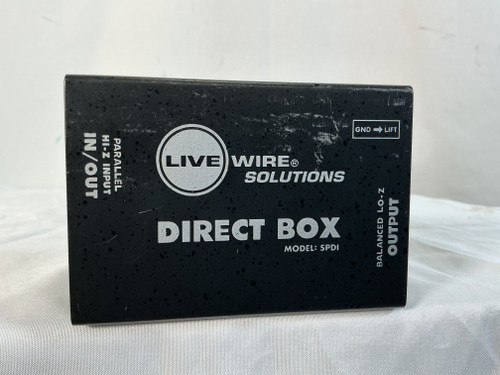 LIVE WIRE®
SOLUTIONS
DIRECT BOX
MODEL: SPDI
PARALLEL
HI-Z INPUT
IN/OUT
GND ➡ LIFT
BALANCED LO-Z
OUTPUT